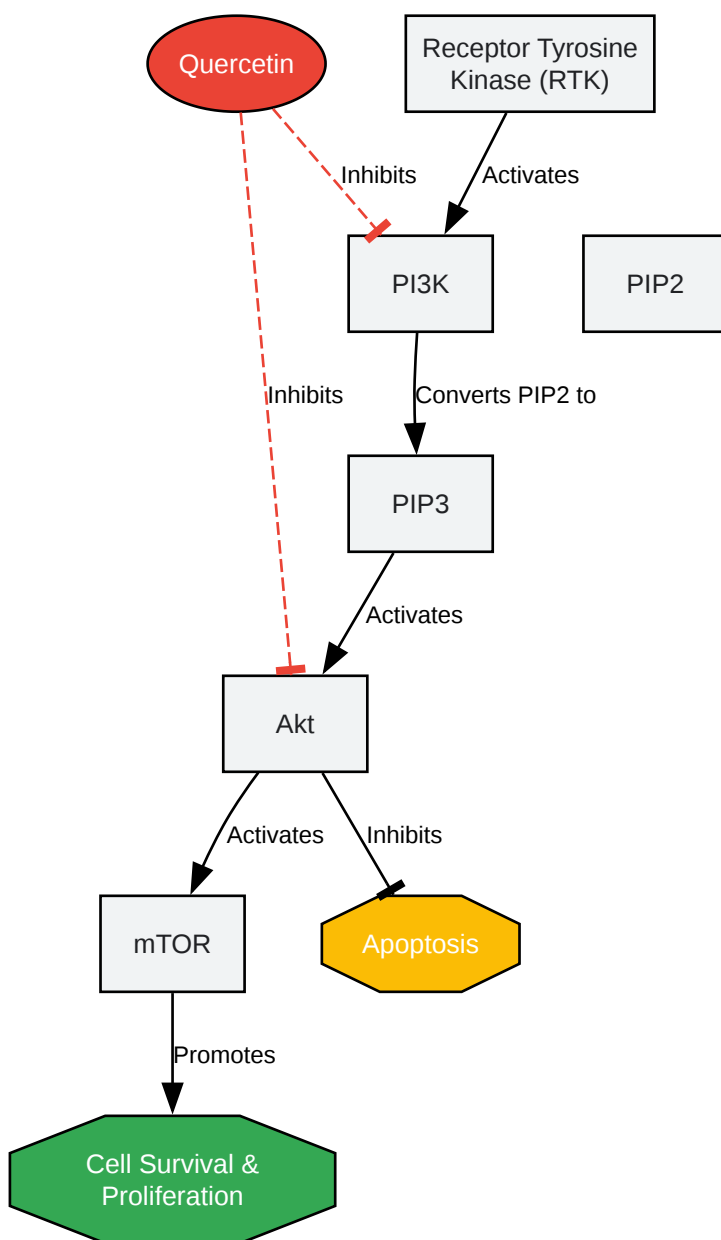 Quercetin
Receptor Tyrosine
Kinase (RTK)
Inhibits
Activates
PI3K
PIP2
Inhibits
Converts PIP2 to
PIP3
Activates
Akt
Activates
Inhibits
mTOR
Apoptosis
Promotes
Cell Survival &
Proliferation